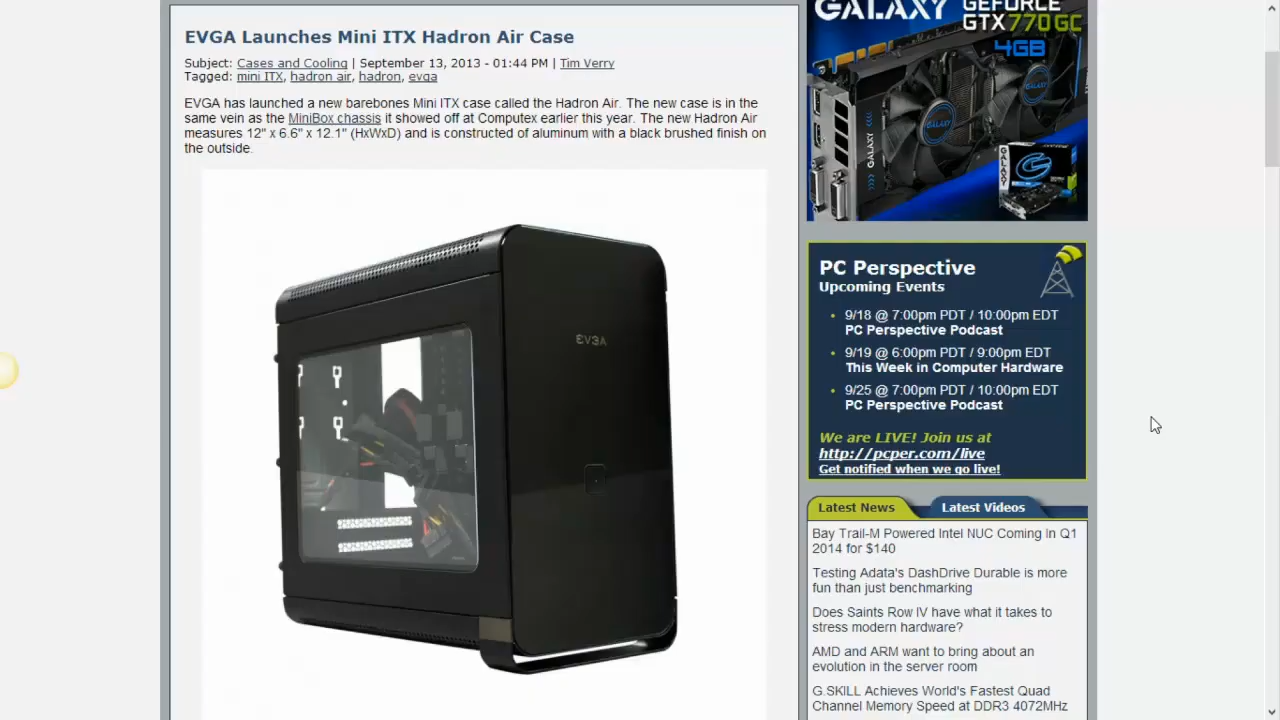 EVGA Launches Mini ITX Hadron Air Case
Subject: Cases and Cooling | September 13, 2013 - 01:44 PM | Tim Verry
Tagged: mini ITX, hadron air, hadron, evga
EVGA has launched a new barebones Mini ITX case called the Hadron Air. The new case is in the
same vein as the MiniBox chassis it showed off at Computex earlier this year. The new Hadron Air
measures 12" x 6.6" x 12.1" (HxWxD) and is constructed of aluminum with a black brushed finish on
the outside.
EVGA
GALAXY
GEFORCE
GTX770 GC
4GB
GALAXY
GALAXY
GALAXY
PC Perspective
Upcoming Events
9/18 @ 7:00pm PDT / 10:00pm EDT
PC Perspective Podcast
9/19 @ 6:00pm PDT / 9:00pm EDT
This Week in Computer Hardware
9/25 @ 7:00pm PDT / 10:00pm EDT
PC Perspective Podcast
We are LIVE! Join us at
http://pcper.com/live
Get notified when we go live!
Latest News
Latest Videos
Bay Trail-M Powered Intel NUC Coming In Q1
2014 for $140
Testing Adata's DashDrive Durable is more
fun than just benchmarking
Does Saints Row IV have what it takes to
stress modern hardware?
AMD and ARM want to bring about an
evolution in the server room
G.SKILL Achieves World's Fastest Quad
Channel Memory Speed at DDR3 4072MHz